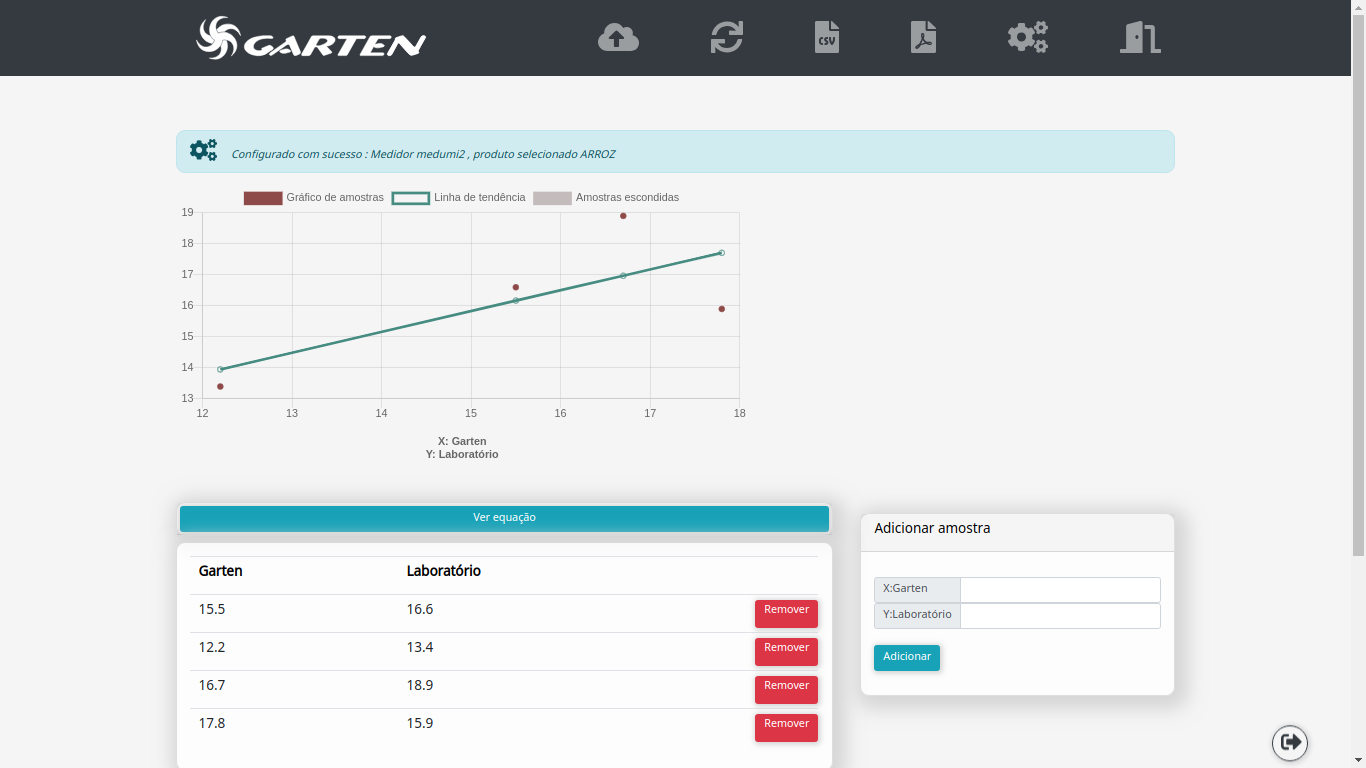 GARTEN
CSV
Configurado com sucesso : Medidor medumi2 , produto selecionado ARROZ
Gráfico de amostras Linha de tendência Amostras escondidas
19
18
17
16
15
14
13
12 13 14 15 16 17 18
X: Garten
Y: Laboratório
Ver equação
Garten Laboratório
15.5 16.6 Remover
12.2 13.4 Remover
16.7 18.9 Remover
17.8 15.9 Remover
Adicionar amostra
X:Garten
Y:Laboratório
Adicionar